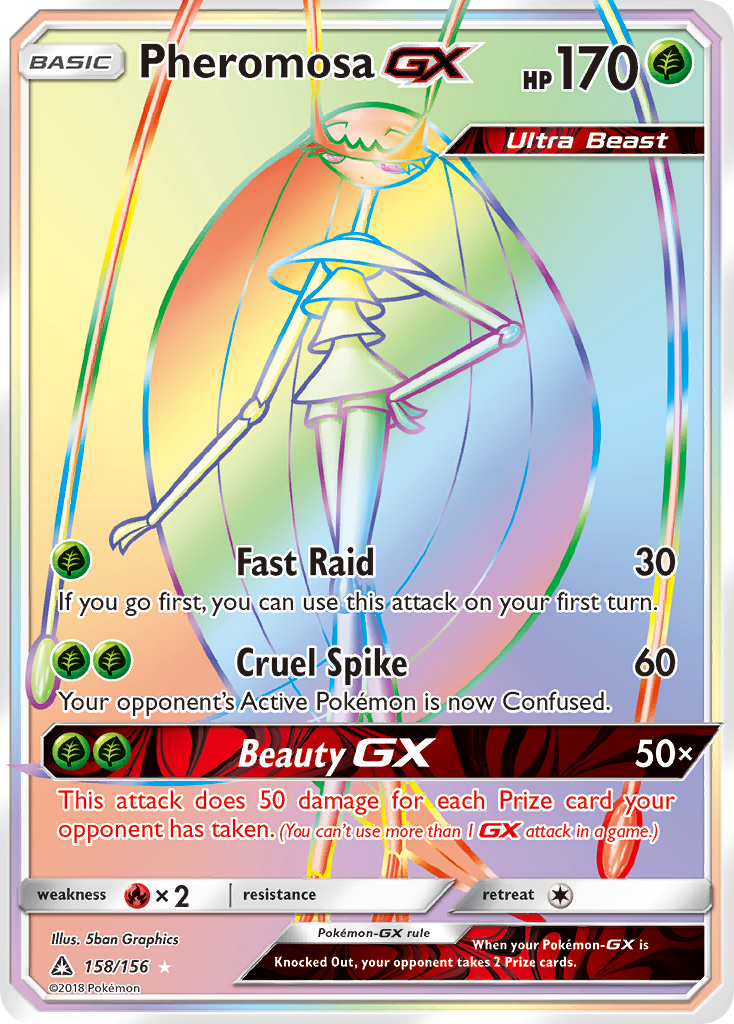 BASIC Pheromosa GX HP 170
Ultra Beast
Fast Raid 30
If you go first, you can use this attack on your first turn.
Cruel Spike 60
Your opponent's Active Pokémon is now Confused.
Beauty GX 50×
This attack does 50 damage for each Prize card your
opponent has taken. (You can't use more than 1 GX attack in a game.)
weakness × 2 resistance retreat
Illus. 5ban Graphics
158/156
©2018 Pokémon
Pokémon-GX rule
When your Pokémon-GX is
Knocked Out, your opponent takes 2 Prize cards.